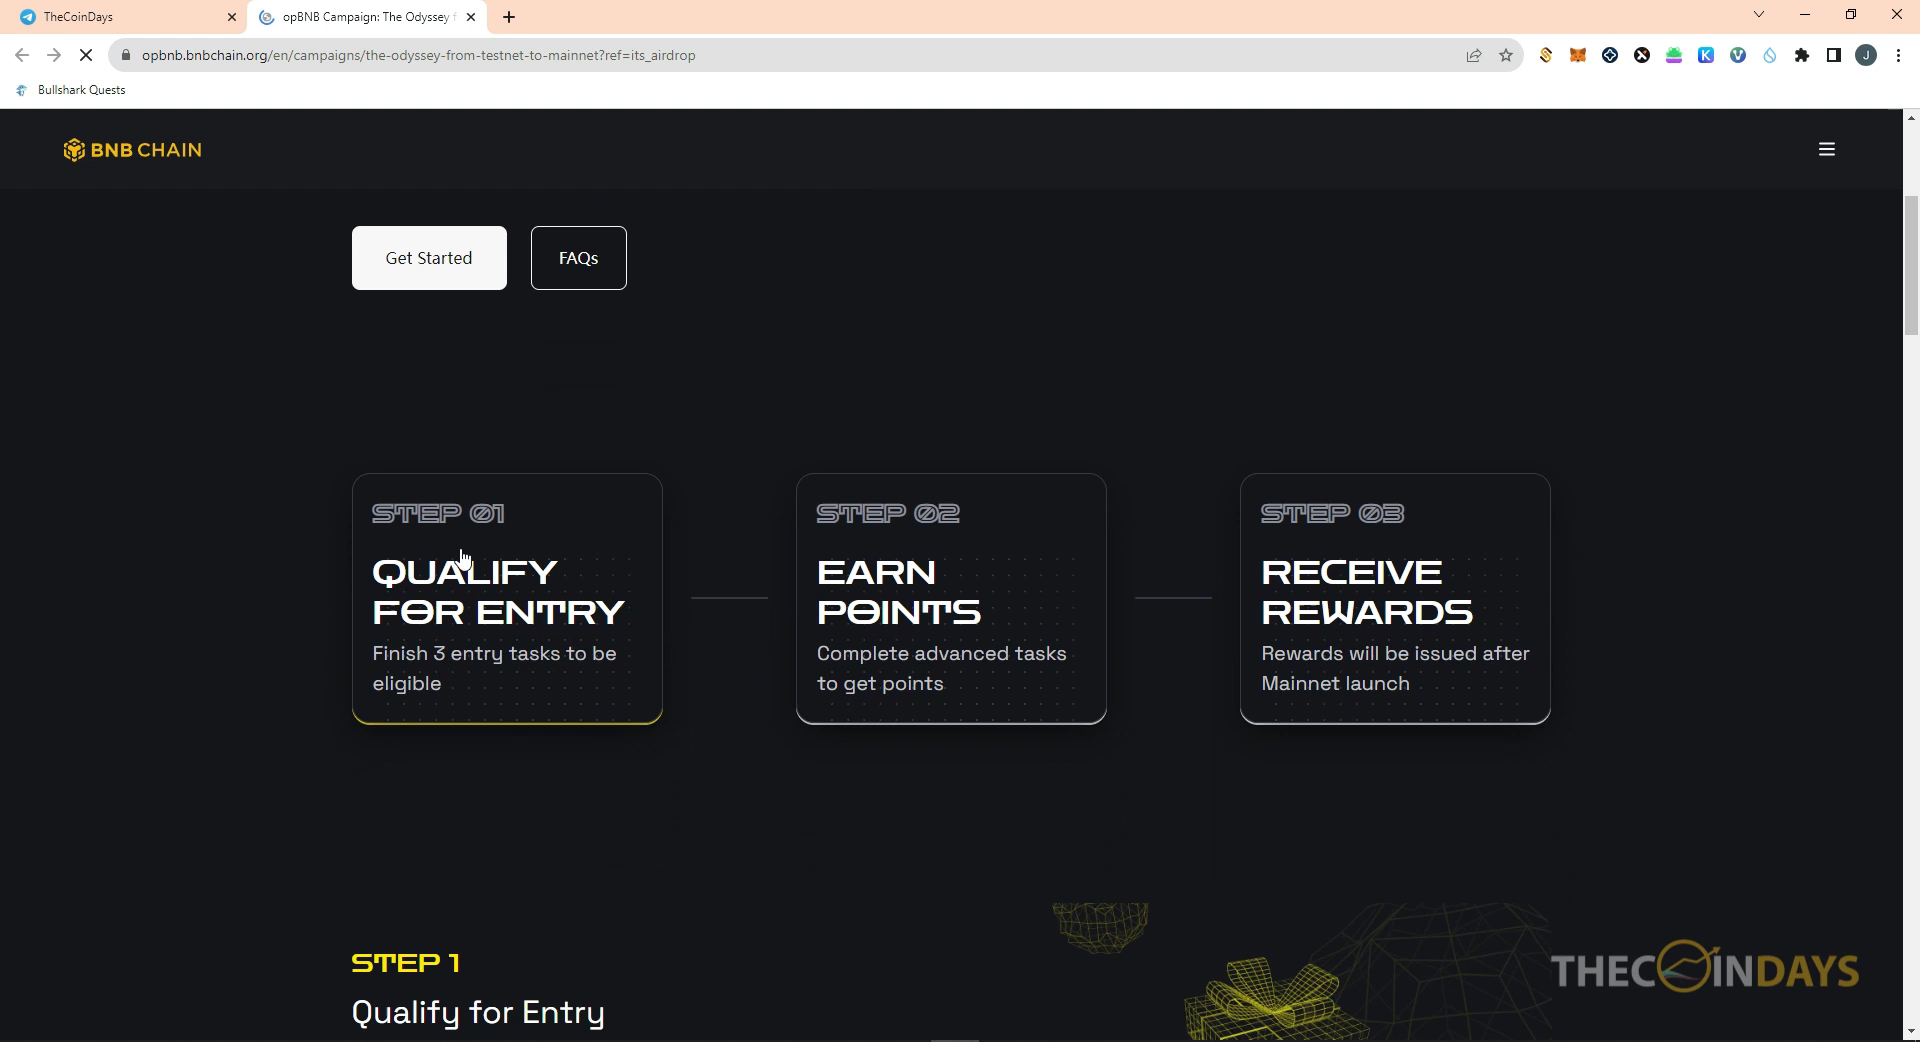 TheCoinDays
opBNB Campaign: The Odyssey f
opbnb.bnbchain.org/en/campaigns/the-odyssey-from-testnet-to-mainnet?ref=its_airdrop
J
Bullshark Quests
BNB CHAIN
Get Started
FAQs
STEP 01
QUALIFY
FOR ENTRY
Finish 3 entry tasks to be
eligible
STEP 02
EARN
POINTS
Complete advanced tasks
to get points
STEP 03
RECEIVE
REWARDS
Rewards will be issued after
Mainnet launch
STEP 1
Qualify for Entry
THECOINDAYS